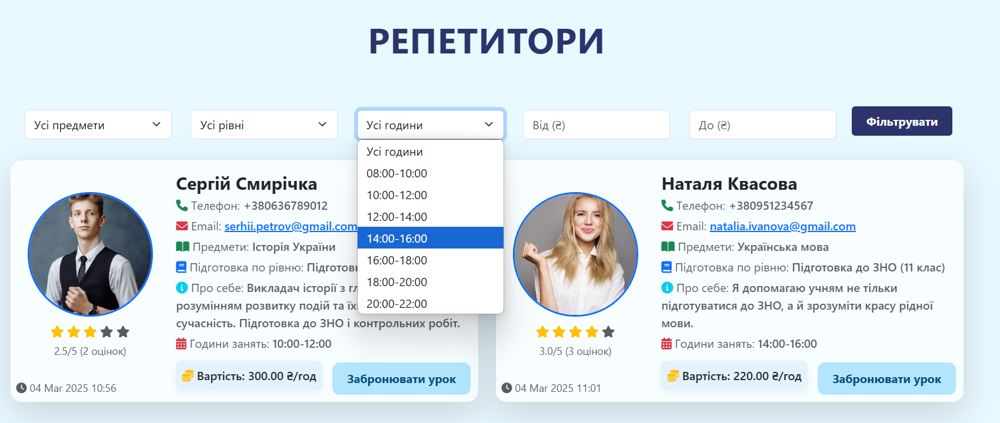 РЕПЕТИТОРИ
Усі предмети
Усі рівні
Усі години
Від (₴)
До (₴)
Фільтрувати
Усі години
08:00-10:00
10:00-12:00
12:00-14:00
14:00-16:00
16:00-18:00
18:00-20:00
20:00-22:00
Сергій Смирічка
Телефон: +380636789012
Email: serhii.petrov@gmail.com
Предмети: Історія України
Підготовка по рівню:
Про себе: Викладач історії з
розумінням розвитку подій та
сучасність. Підготовка до ЗНО і контрольних робіт.
Години занять: 10:00-12:00
2.5/5 (2 оцінок)
Вартість: 300.00 ₴/год
Забронювати урок
04 Mar 2025 10:56
Наталя Квасова
Телефон: +380951234567
Email: natalia.ivanova@gmail.com
Предмети: Українська мова
Підготовка по рівню: Підготовка до ЗНО (11 клас)
Про себе: Я допомагаю учням не тільки
підготуватися до ЗНО, а й зрозуміти красу рідної
мови.
Години занять: 14:00-16:00
3.0/5 (3 оцінок)
Вартість: 220.00 ₴/год
Забронювати урок
04 Mar 2025 11:01